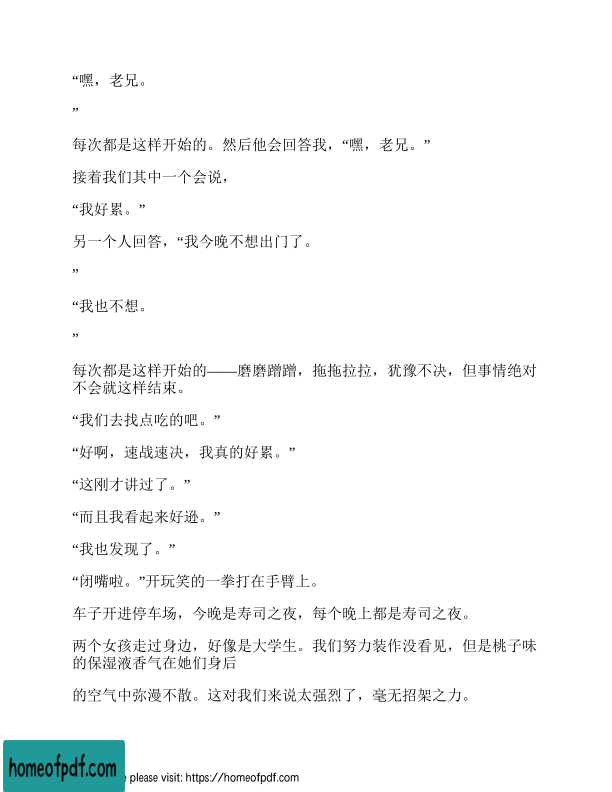 “嘿，老兄。
”
每次都是这样开始的。然后他会回答我，“嘿，老兄。”
接着我们其中一个会说，
“我好累。”
另一个人回答，“我今晚不想出门了。
”
“我也不想。
”
每次都是这样开始的——磨磨蹭蹭，拖拖拉拉，犹豫不决，但事情绝对
不会就这样结束。
“我们去找点吃的吧。”
“好啊，速战速决，我真的好累。”
“这刚才讲过了。”
“而且我看起来好逊。”
“我也发现了。”
“闭嘴啦。”开玩笑的一拳打在手臂上。
车子开进停车场，今晚是寿司之夜，每个晚上都是寿司之夜。
两个女孩走过身边，好像是大学生。我们努力装作没看见，但是桃子味
的保湿液香气在她们身后
的空气中弥漫不散。这对我们来说太强烈了，毫无招架之力。
homeofpdf.com
e please visit: https://homeofpdf.com